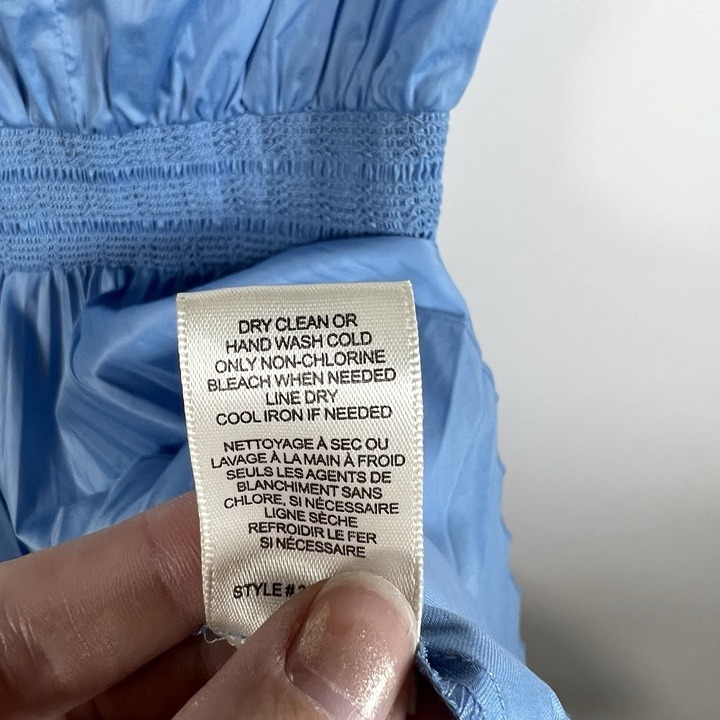 DRY CLEAN OR
HAND WASH COLD
ONLY NON-CHLORINE
BLEACH WHEN NEEDED
LINE DRY
COOL IRON IF NEEDED
NETTOYAGE À SEC OU
LAVAGE À LA MAIN À FROID
SEULS LES AGENTS DE
BLANCHIMENT SANS
CHLORE, SI NÉCESSAIRE
LIGNE SÈCHE
REFROIDIR LE FER
SI NÉCESSAIRE
STYLE #